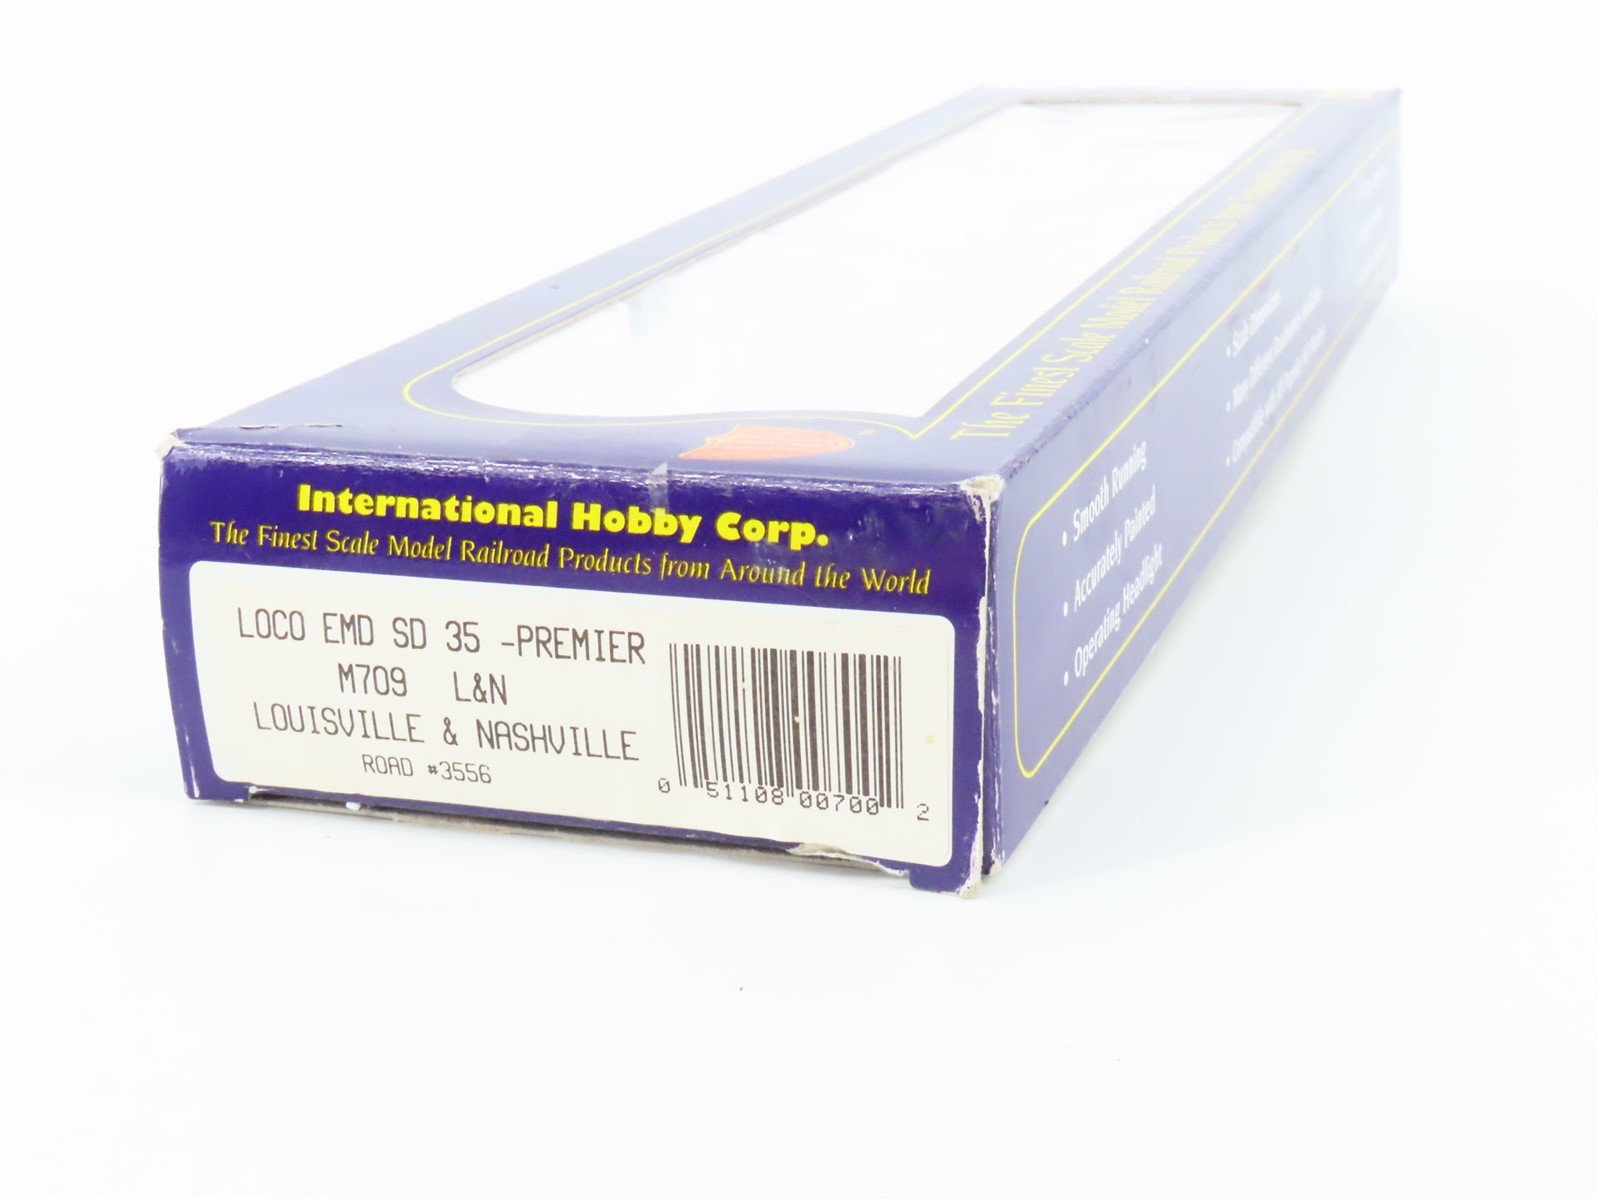 International Hobby Corp.
The Finest Scale Model Railroad Products from Around the World
LOCO EMD SD 35 -PREMIER
M709 L&N
LOUISVILLE & NASHVILLE
ROAD #3556
0 51108 00700 2
The Finest Scale Model Railroad Products from Around the World
• Smooth Running
• Accurately Painted
• Operating Headlight
• Scale Dimensions